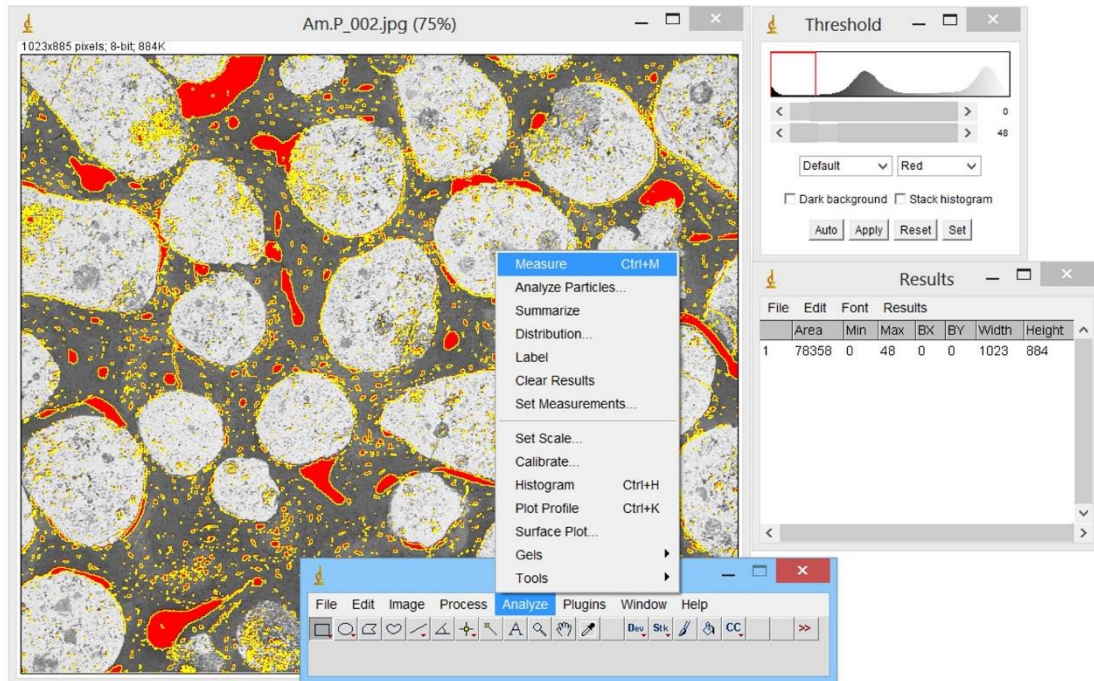 Am.P_002.jpg (75%)
1023x885 pixels; 8-bit; 884K
Threshold
0
48
Default Red
Dark background Stack histogram
Auto Apply Reset Set
Results
File Edit Font Results
Area Min Max BX BY Width Height
1 78358 0 48 0 0 1023 884
Measure Ctrl+M
Analyze Particles...
Summarize
Distribution...
Label
Clear Results
Set Measurements...
Set Scale...
Calibrate...
Histogram Ctrl+H
Plot Profile Ctrl+K
Surface Plot...
Gels
Tools
File Edit Image Process Analyze Plugins Window Help
A Dev Stk CC >>